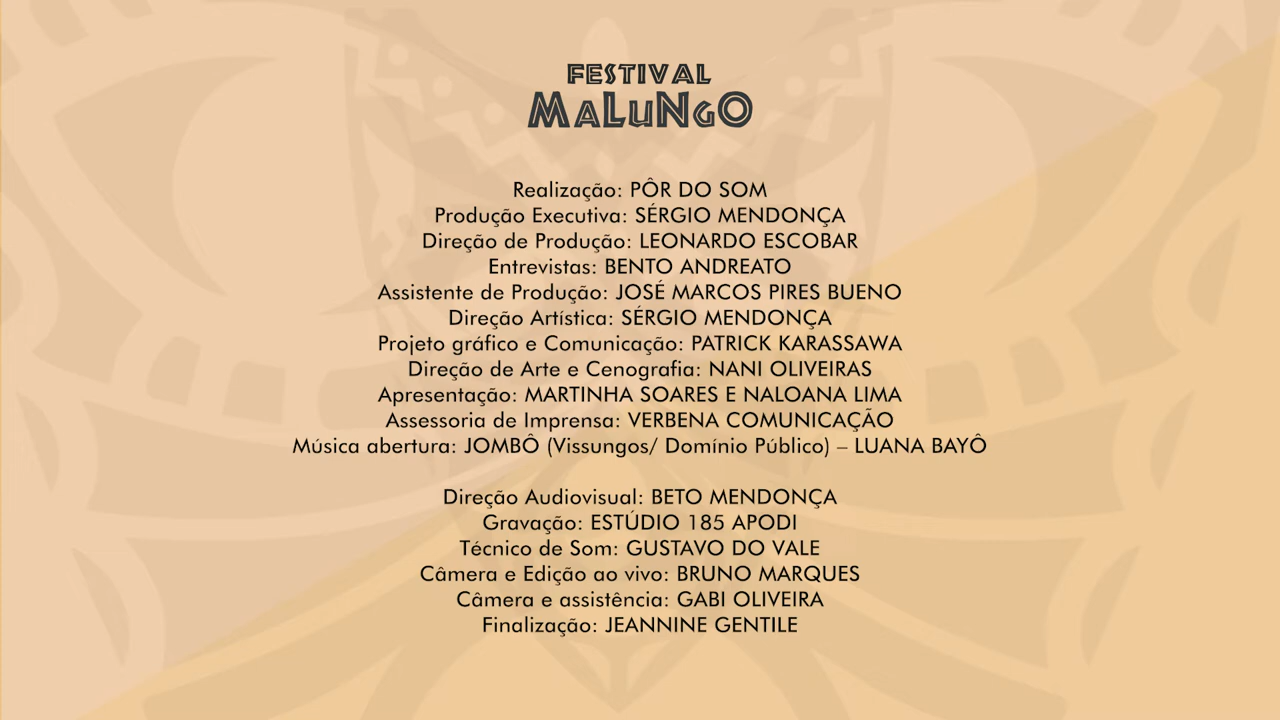 FESTIVAL
MALUNGO
Realização: PÔR DO SOM
Produção Executiva: SÉRGIO MENDONÇA
Direção de Produção: LEONARDO ESCOBAR
Entrevistas: BENTO ANDREATO
Assistente de Produção: JOSÉ MARCOS PIRES BUENO
Direção Artística: SÉRGIO MENDONÇA
Projeto gráfico e Comunicação: PATRICK KARASSAWA
Direção de Arte e Cenografia: NANI OLIVEIRAS
Apresentação: MARTINHA SOARES E NALOANA LIMA
Assessoria de Imprensa: VERBENA COMUNICAÇÃO
Música abertura: JOMBÔ (Vissungos/ Domínio Público) – LUANA BAYÔ
Direção Audiovisual: BETO MENDONÇA
Gravação: ESTÚDIO 185 APODI
Técnico de Som: GUSTAVO DO VALE
Câmera e Edição ao vivo: BRUNO MARQUES
Câmera e assistência: GABI OLIVEIRA
Finalização: JEANNINE GENTILE